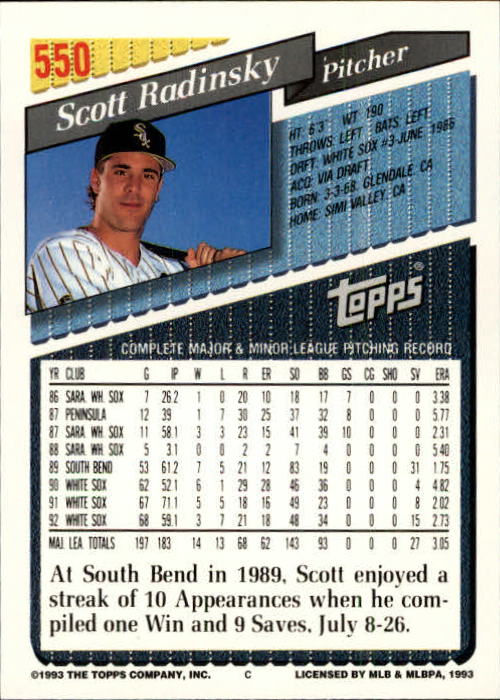 550
Scott Radinsky
Pitcher
HT: 6'3" WT: 190
THROWS: LEFT BATS: LEFT
DRFT: WHITE SOX #3-JUNE 1986
ACQ: VIA DRAFT
BORN: 3-3-68, GLENDALE, CA
HOME: SIMI VALLEY, CA
TOPPS®
COMPLETE MAJOR & MINOR LEAGUE PITCHING RECORD
YR CLUB G IP W L R ER SO BB GS CG SHO SV ERA
86 SARA. WH. SOX 7 26.2 1 0 20 10 18 17 7 0 0 0 3.38
87 PENINSULA 12 39 1 7 30 25 37 32 8 0 0 0 5.77
87 SARA. WH. SOX 11 58.1 3 3 23 15 41 39 10 0 0 0 2.31
88 SARA. WH. SOX 5 3.1 0 0 2 2 7 4 0 0 0 0 5.40
89 SOUTH BEND 53 61.2 7 5 21 12 83 19 0 0 0 31 1.75
90 WHITE SOX 62 52.1 6 1 29 28 46 36 0 0 0 4 4.82
91 WHITE SOX 67 71.1 5 5 18 16 49 23 0 0 0 8 2.02
92 WHITE SOX 68 59.1 3 7 21 18 48 34 0 0 0 15 2.73
MAJ. LEA. TOTALS 197 183 14 13 68 62 143 93 0 0 0 27 3.05
At South Bend in 1989, Scott enjoyed a
streak of 10 Appearances when he com-
piled one Win and 9 Saves, July 8-26.
©1993 THE TOPPS COMPANY, INC. C LICENSED BY MLB & MLBPA, 1993